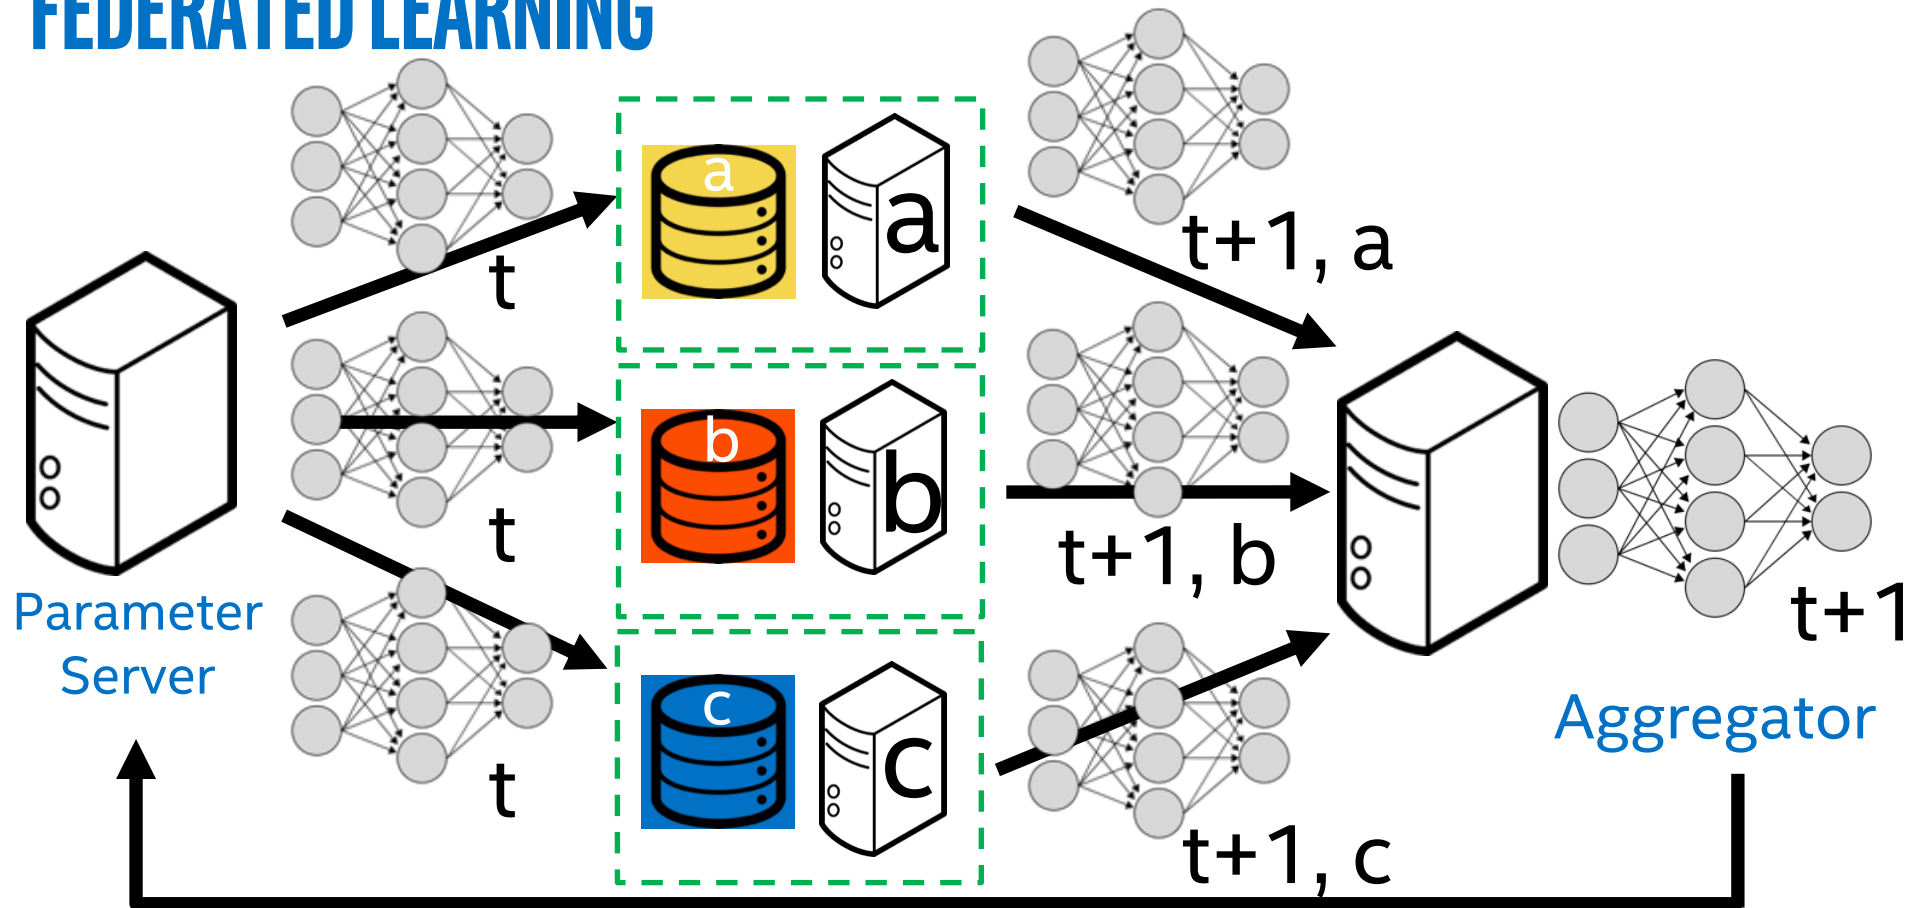 FEDERATED LEARNING
t
t
t
a
a
b
b
c
c
t+1, a
t+1, b
t+1, c
t+1
Parameter
Server
Aggregator